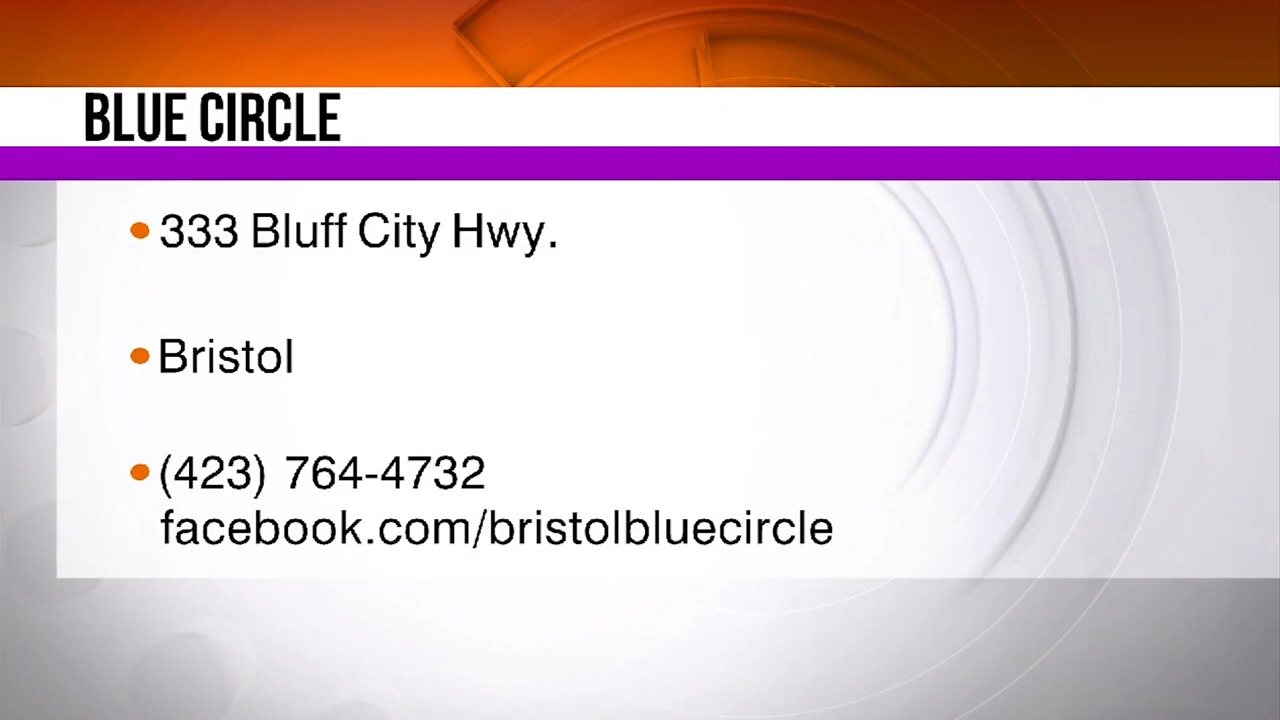 BLUE CIRCLE
•333 Bluff City Hwy.
•Bristol
•(423) 764-4732
facebook.com/bristolbluecircle